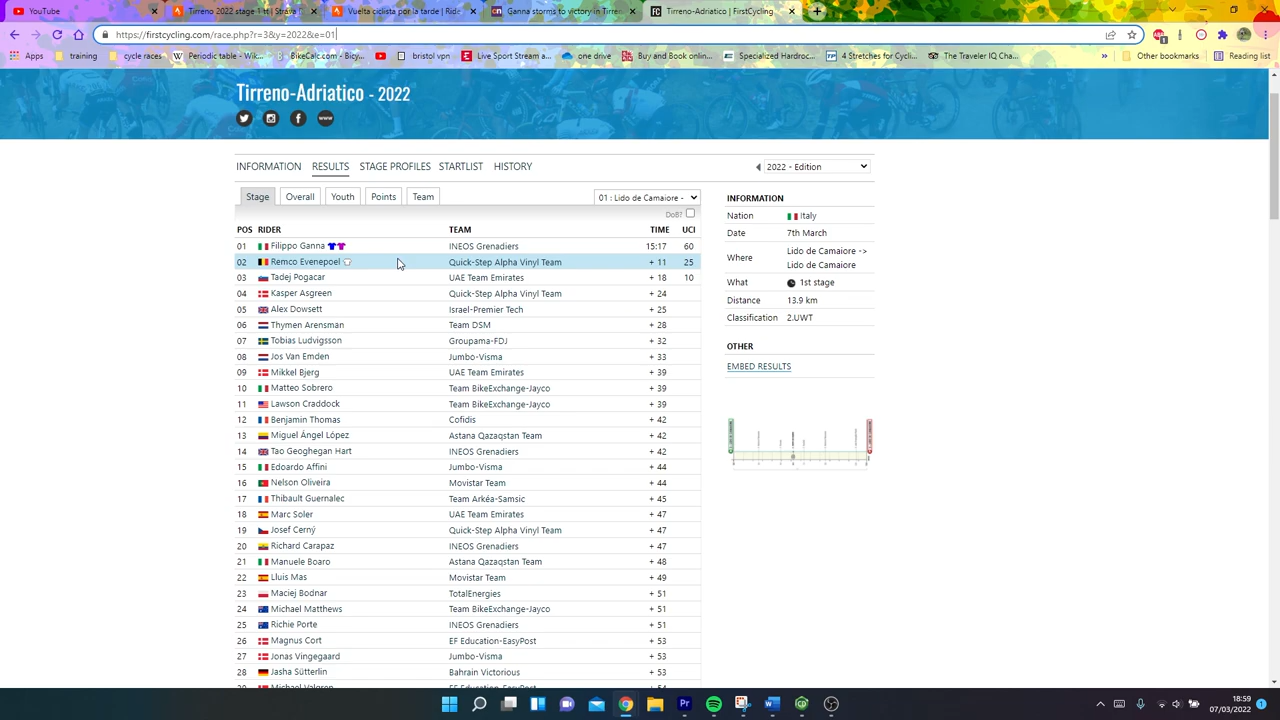 YouTube
Tirreno 2022 stage 1 tt | Strava
Vuelta ciclista por la tarde | Ride
Ganna storms to victory in Tirren
Tirreno-Adriatico | FirstCycling
https://firstcycling.com/race.php?r=3&y=2022&e=01
Apps training cycle races Periodic table - Wik... BikeCalc.com - Bicy... bristol vpn Live Sport Stream a... one drive Buy and Book onlin... Specialized Hardroc... 4 Stretches for Cycli... The Traveler IQ Cha... » Other bookmarks Reading list
Tirreno-Adriatico - 2022
www
INFORMATION RESULTS STAGE PROFILES STARTLIST HISTORY
2022 - Edition
Stage Overall Youth Points Team
01 : Lido de Camaiore -
DoB?
POS RIDER TEAM TIME UCI
01 Filippo Ganna INEOS Grenadiers 15:17 60
02 Remco Evenepoel Quick-Step Alpha Vinyl Team + 11 25
03 Tadej Pogacar UAE Team Emirates + 18 10
04 Kasper Asgreen Quick-Step Alpha Vinyl Team + 24
05 Alex Dowsett Israel-Premier Tech + 25
06 Thymen Arensman Team DSM + 28
07 Tobias Ludvigsson Groupama-FDJ + 32
08 Jos Van Emden Jumbo-Visma + 33
09 Mikkel Bjerg UAE Team Emirates + 39
10 Matteo Sobrero Team BikeExchange-Jayco + 39
11 Lawson Craddock Team BikeExchange-Jayco + 39
12 Benjamin Thomas Cofidis + 42
13 Miguel Ángel López Astana Qazaqstan Team + 42
14 Tao Geoghegan Hart INEOS Grenadiers + 42
15 Edoardo Affini Jumbo-Visma + 44
16 Nelson Oliveira Movistar Team + 44
17 Thibault Guernalec Team Arkéa-Samsic + 45
18 Marc Soler UAE Team Emirates + 47
19 Josef Cerný Quick-Step Alpha Vinyl Team + 47
20 Richard Carapaz INEOS Grenadiers + 47
21 Manuele Boaro Astana Qazaqstan Team + 48
22 Lluis Mas Movistar Team + 49
23 Maciej Bodnar TotalEnergies + 51
24 Michael Matthews Team BikeExchange-Jayco + 51
25 Richie Porte INEOS Grenadiers + 51
26 Magnus Cort EF Education-EasyPost + 53
27 Jonas Vingegaard Jumbo-Visma + 53
28 Jasha Sütterlin Bahrain Victorious + 53
INFORMATION
Nation Italy
Date 7th March
Where Lido de Camaiore -> Lido de Camaiore
What 1st stage
Distance 13.9 km
Classification 2.UWT
OTHER
EMBED RESULTS
18:59
07/03/2022